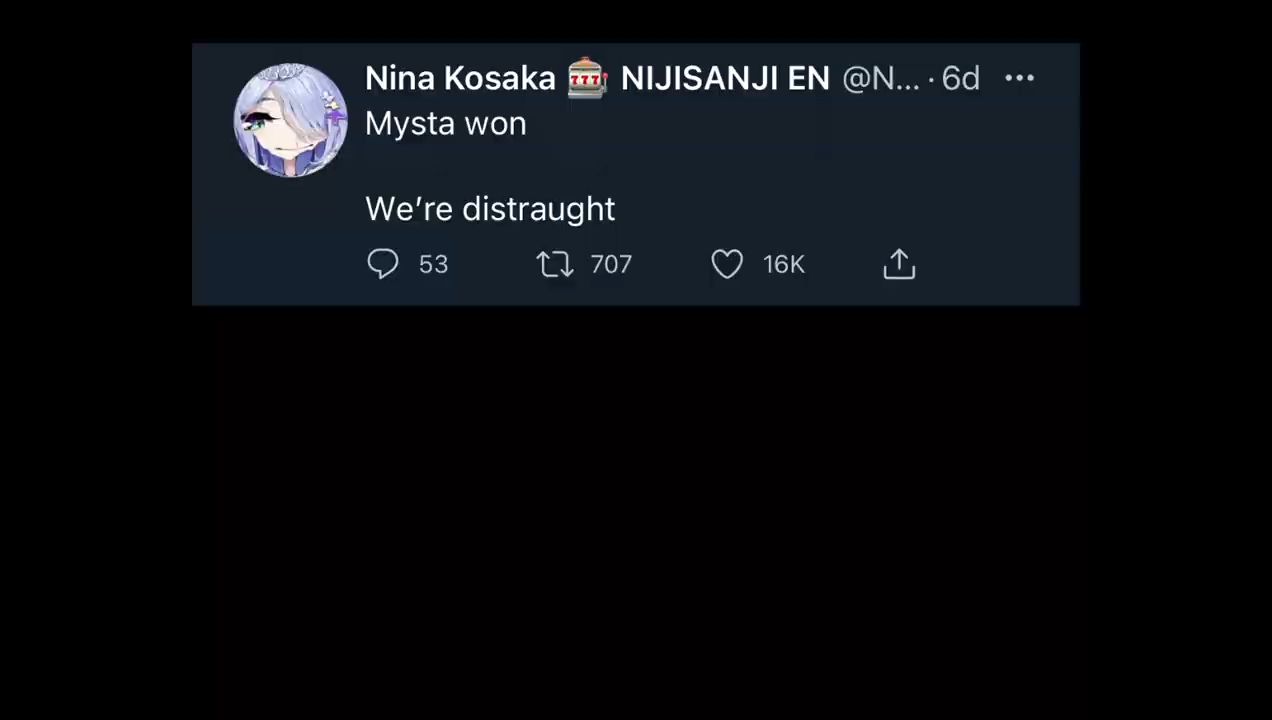 Nina Kosaka 🎰 NIJISANJI EN @N... · 6d
Mysta won
We're distraught
53 707 16K